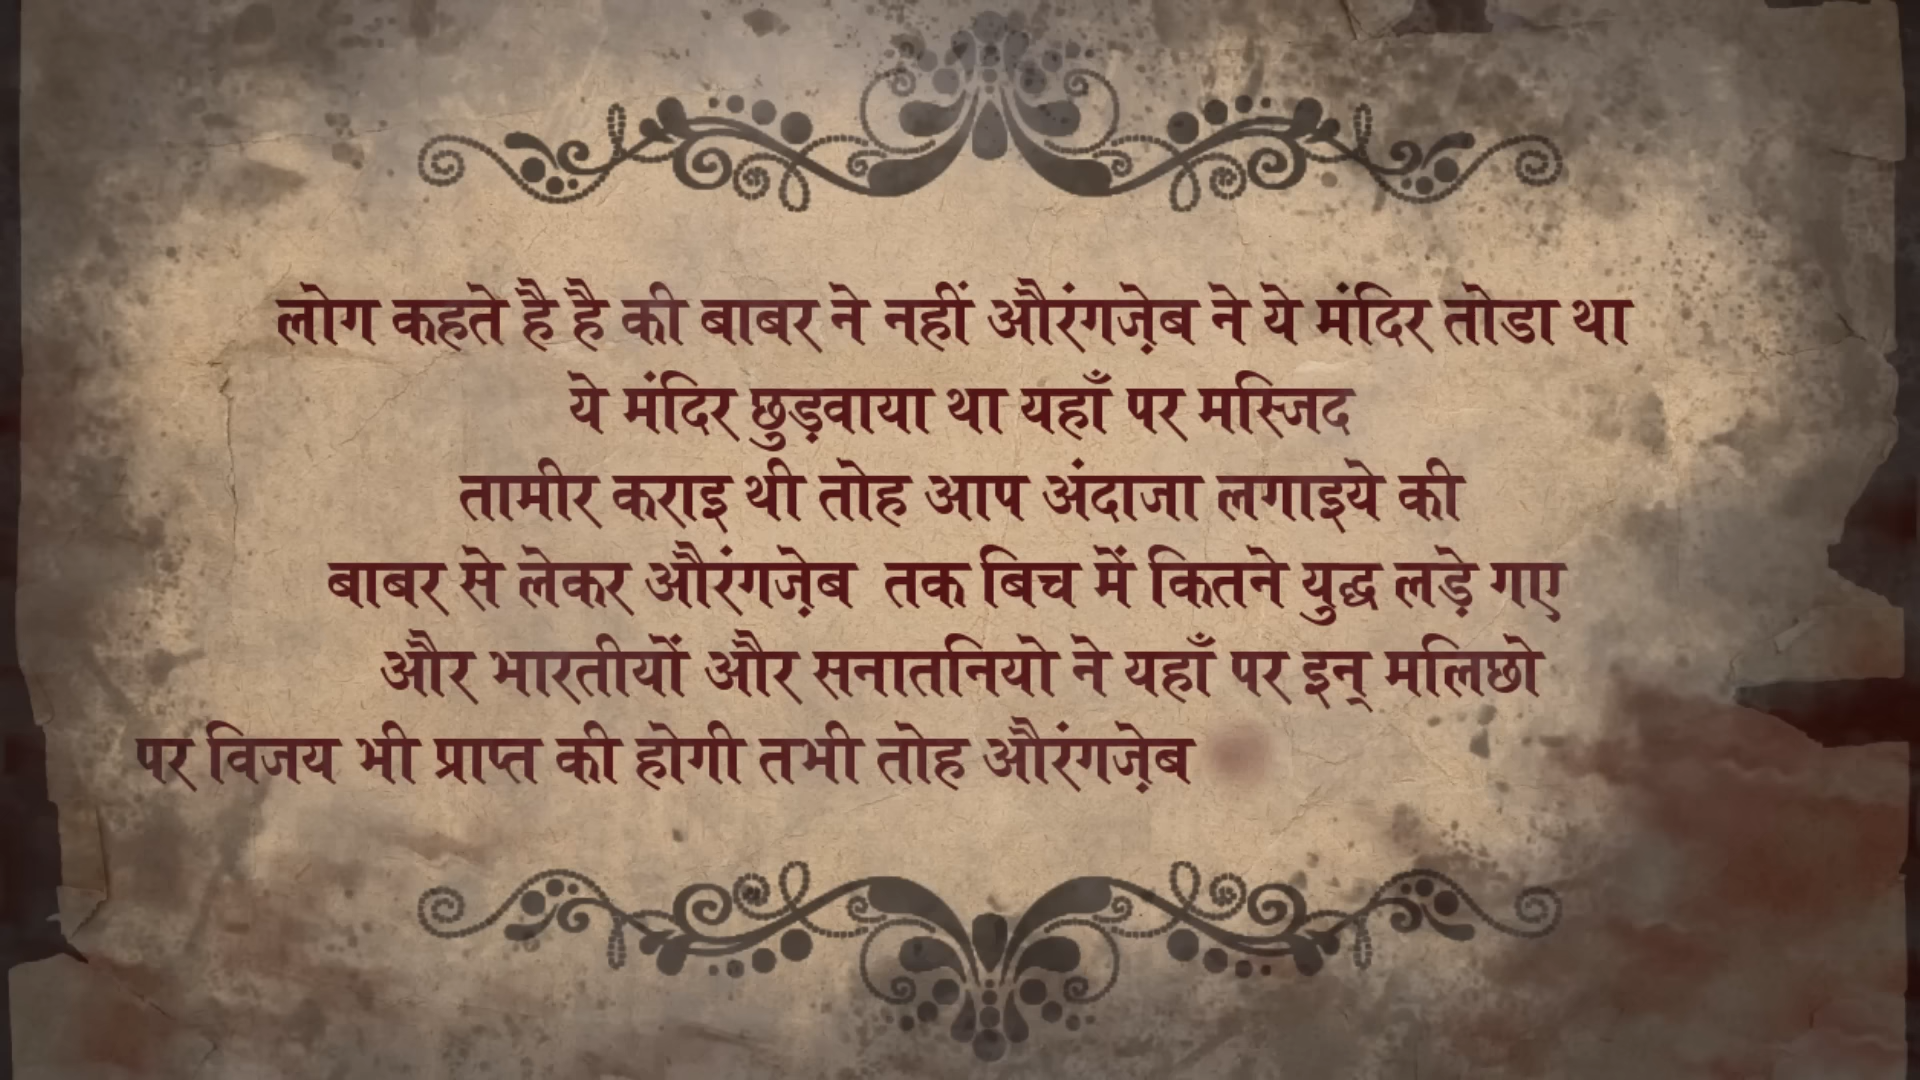 लोग कहते है है की बाबर ने नहीं औरंगज़ेब ने ये मंदिर तोडा था
ये मंदिर छुड़वाया था यहाँ पर मस्जिद
तामीर कराइ थी तोह आप अंदाजा लगाइये की
बाबर से लेकर औरंगज़ेब तक बिच में कितने युद्ध लड़े गए
और भारतीयों और सनातनियो ने यहाँ पर इन् मलिछो
पर विजय भी प्राप्त की होगी तभी तोह औरंगज़ेब